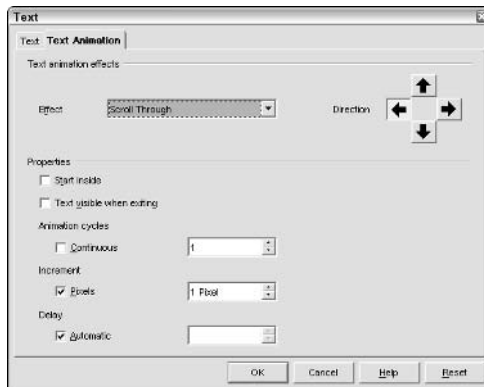 Text
Text Text Animation
Text animation effects
Effect Scroll Through Direction
Properties
Start inside
Text visible when exiting
Animation cycles
Continuous 1
Increment
Pixels 1 Pixel
Delay
Automatic
OK Cancel Help Reset